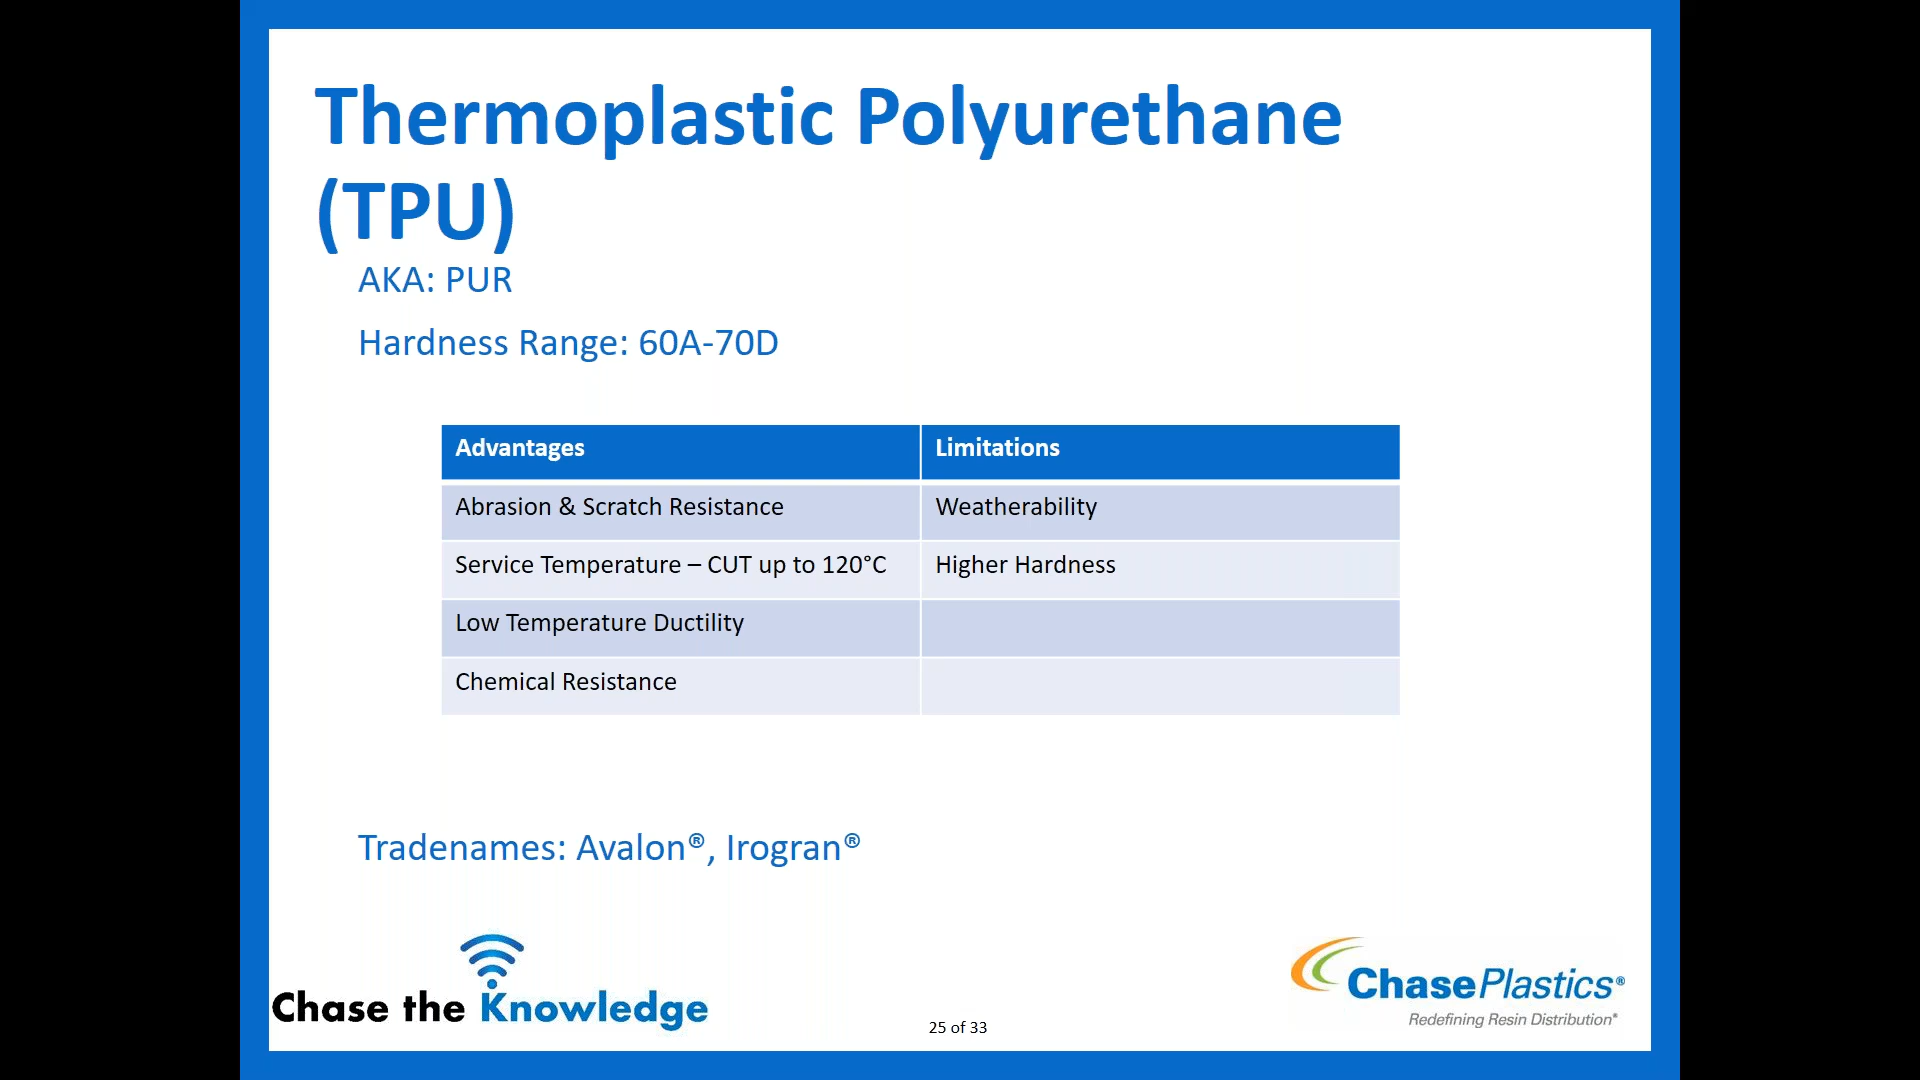 Thermoplastic Polyurethane
(TPU)
AKA: PUR
Hardness Range: 60A-70D
Advantages
Limitations
Abrasion & Scratch Resistance
Weatherability
Service Temperature – CUT up to 120°C
Higher Hardness
Low Temperature Ductility
Chemical Resistance
Tradenames: Avalon®, Irogran®
Chase the Knowledge
ChasePlastics®
Redefining Resin Distribution®
25 of 33